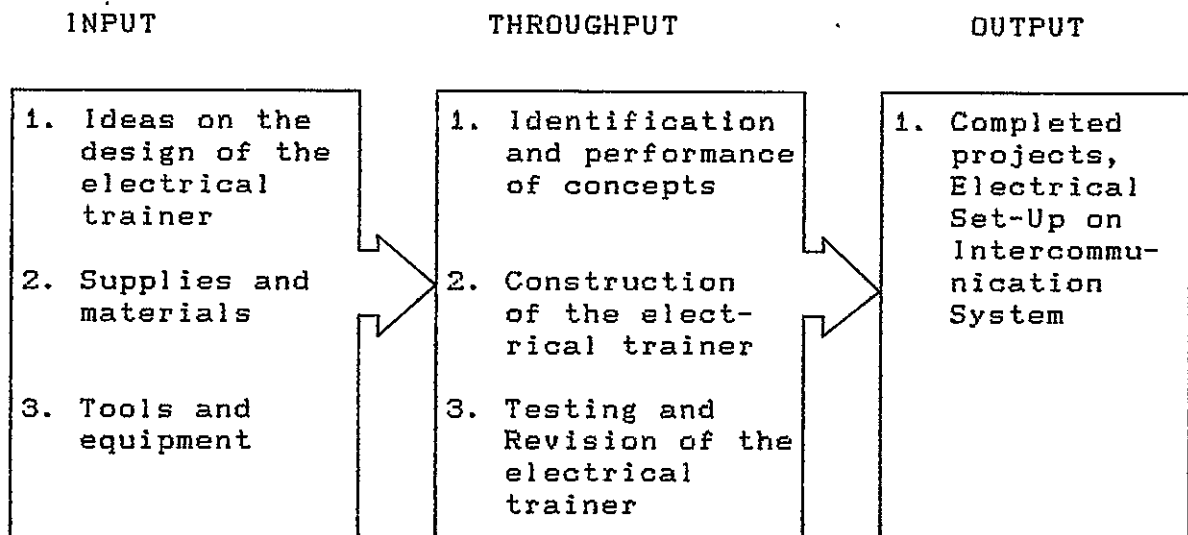 INPUT
THROUGHPUT
OUTPUT
1. Ideas on the
design of the
electrical
trainer
2. Supplies and
materials
3. Tools and
equipment
1. Identification
and performance
of concepts
2. Construction
of the elect-
rical trainer
3. Testing and
Revision of the
electrical
trainer
1. Completed
projects,
Electrical
Set-Up on
Intercommu-
nication
System